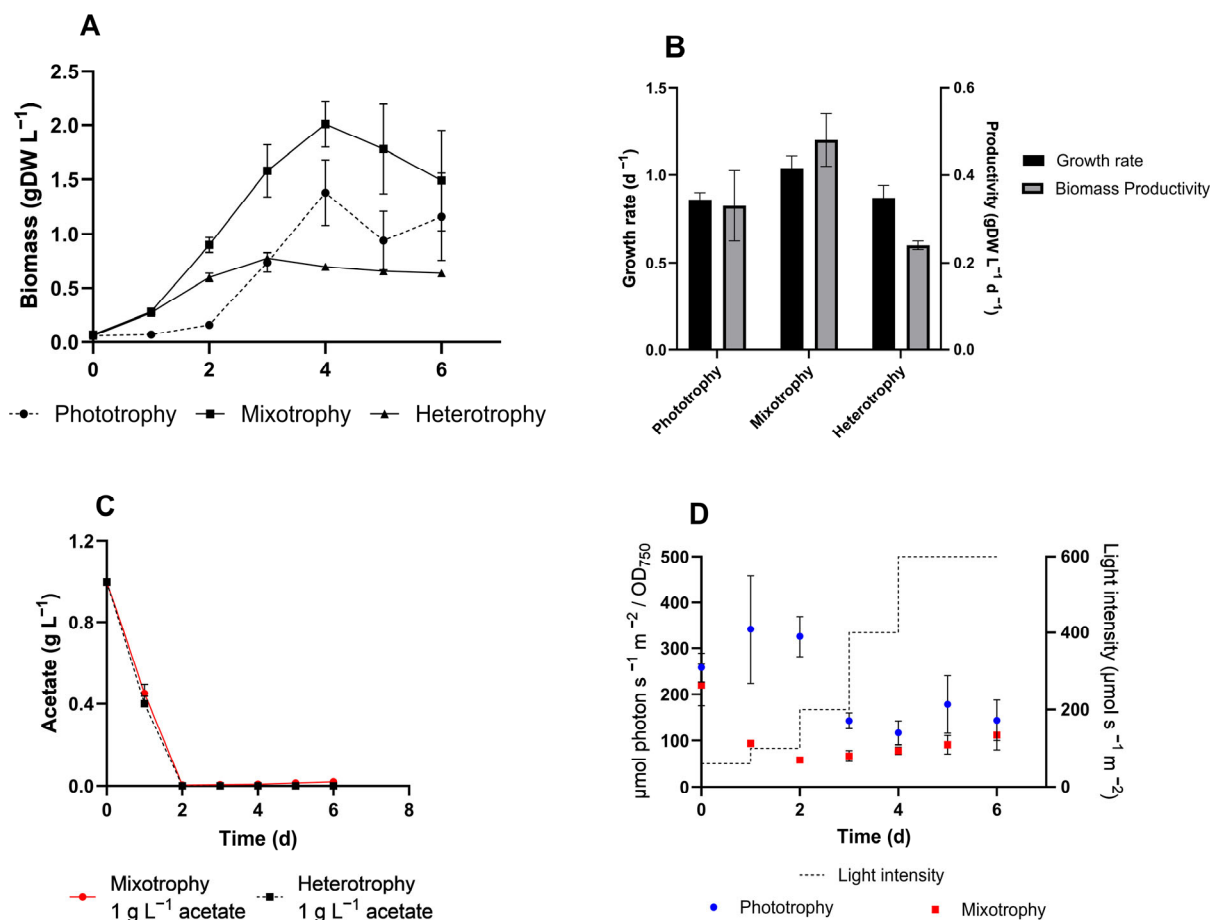 A
Biomass (gDW L⁻¹)
2.5
2.0
1.5
1.0
0.5
0.0
0 2 4 6
Phototrophy Mixotrophy Heterotrophy
B
Growth rate (d⁻¹)
1.5
1.0
0.5
0.0
0.6
0.4
0.2
0.0
Productivity (gDW L⁻¹ d⁻¹)
Phototrophy
Mixotrophy
Heterotrophy
Growth rate
Biomass Productivity
C
Acetate (g L⁻¹)
1.2
0.8
0.4
0.0
0 2 4 6 8
Time (d)
Mixotrophy
1 g L⁻¹ acetate
Heterotrophy
1 g L⁻¹ acetate
D
µmol photon s⁻¹ m⁻² / OD₇₅₀
500
400
300
200
100
0
600
400
200
0
Light intensity (µmol s⁻¹ m⁻²)
0 2 4 6
Time (d)
Light intensity
Phototrophy Mixotrophy